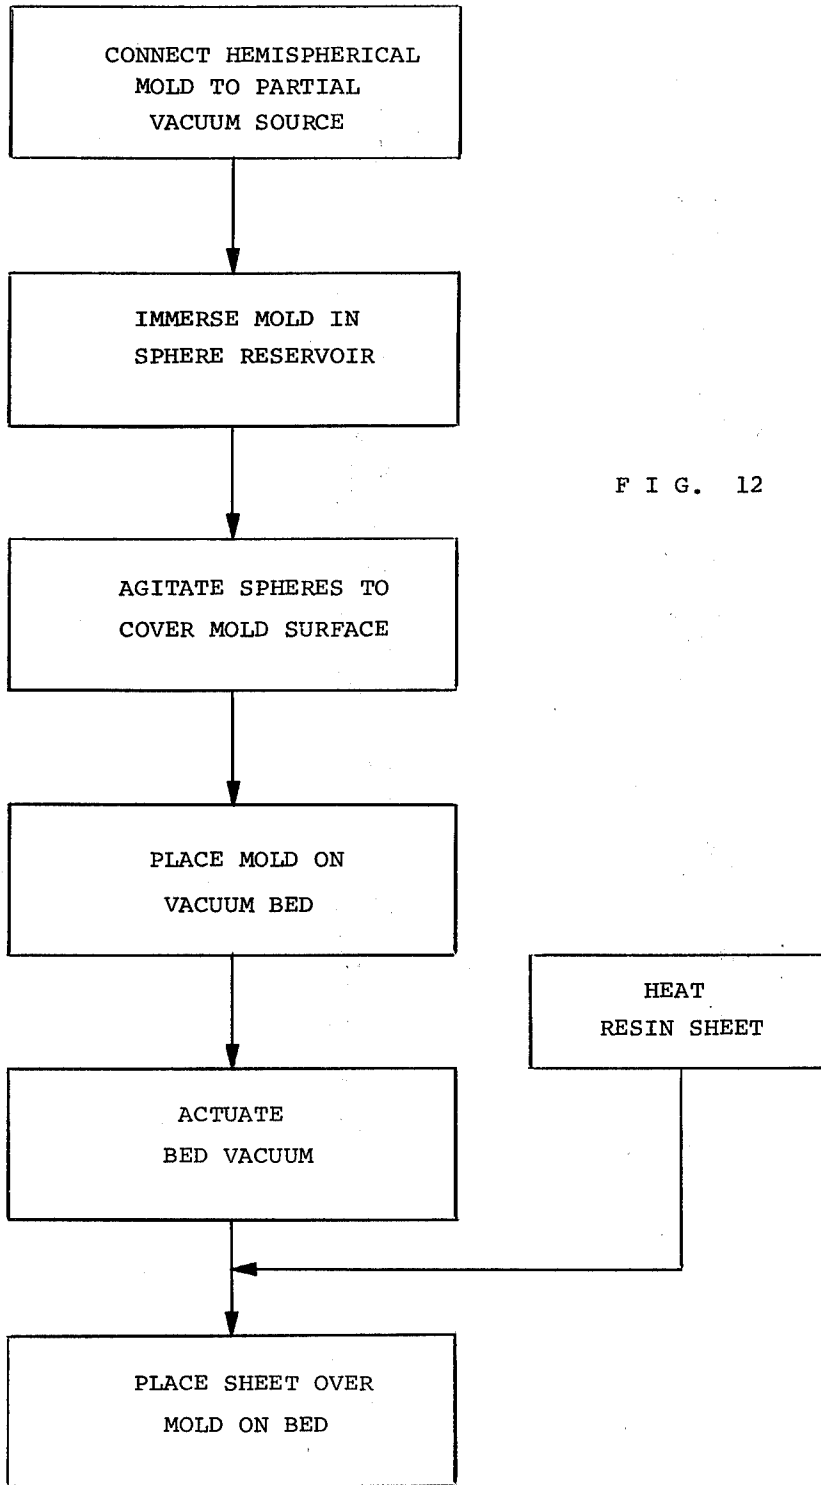 CONNECT HEMISPHERICAL
MOLD TO PARTIAL
VACUUM SOURCE
IMMERSE MOLD IN
SPHERE RESERVOIR
F I G. 12
AGITATE SPHERES TO
COVER MOLD SURFACE
PLACE MOLD ON
VACUUM BED
HEAT
RESIN SHEET
ACTUATE
BED VACUUM
PLACE SHEET OVER
MOLD ON BED